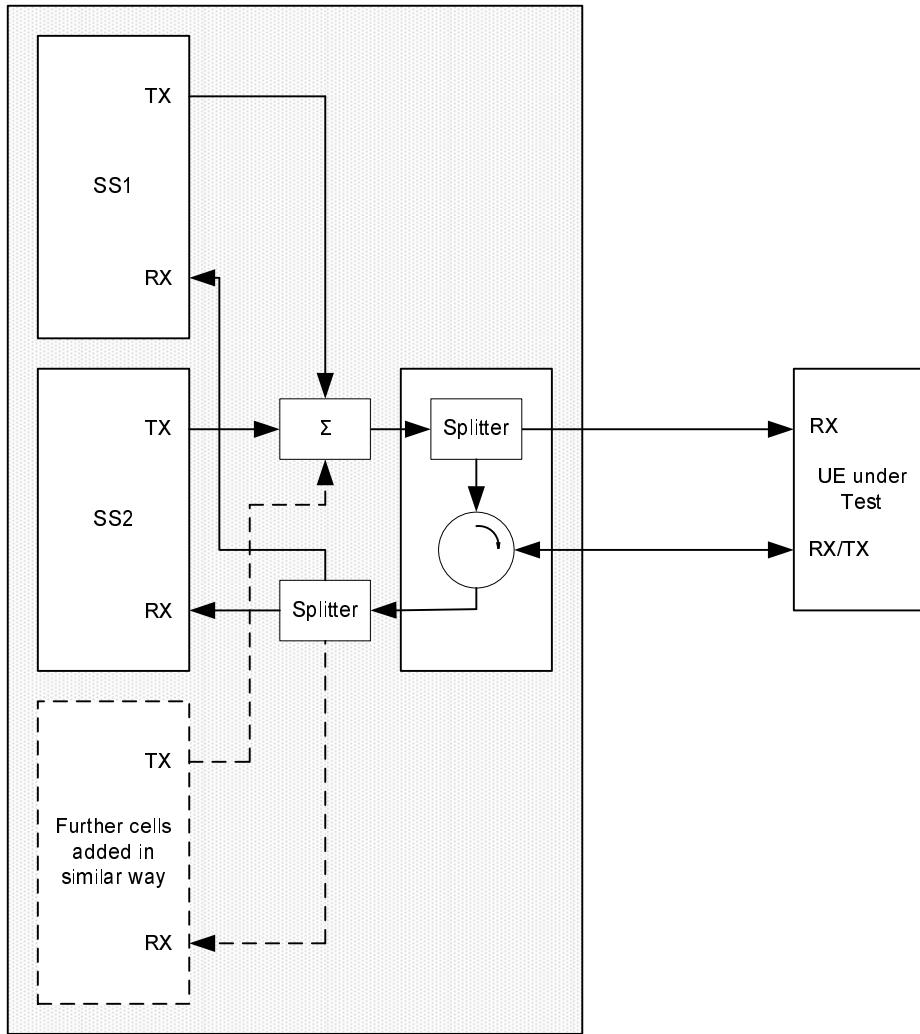 TX
SS1
RX
TX
SS2
RX
Σ
Splitter
Splitter
RX
UE under
Test
RX/TX
TX
Further cells
added in
similar way
RX